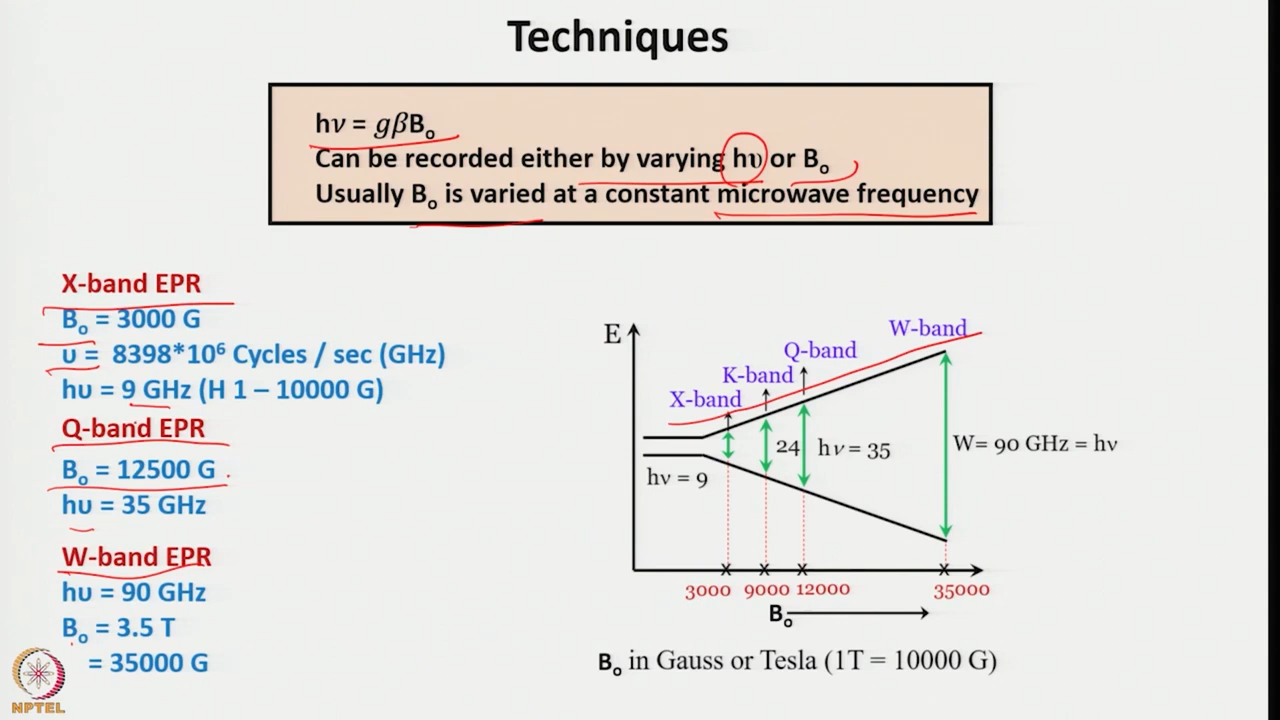 Techniques
hν = gβB₀
Can be recorded either by varying hυ or B₀
Usually B₀ is varied at a constant microwave frequency
X-band EPR
B₀ = 3000 G
υ = 8398*10⁶ Cycles / sec (GHz)
hυ = 9 GHz (H 1 – 10000 G)
Q-band EPR
B₀ = 12500 G
hυ = 35 GHz
W-band EPR
hυ = 90 GHz
B₀ = 3.5 T
= 35000 G
E
W-band
Q-band
K-band
X-band
24
hν = 35
W= 90 GHz = hν
hν = 9
3000 9000 12000 35000
B₀
B₀ in Gauss or Tesla (1T = 10000 G)
NPTEL